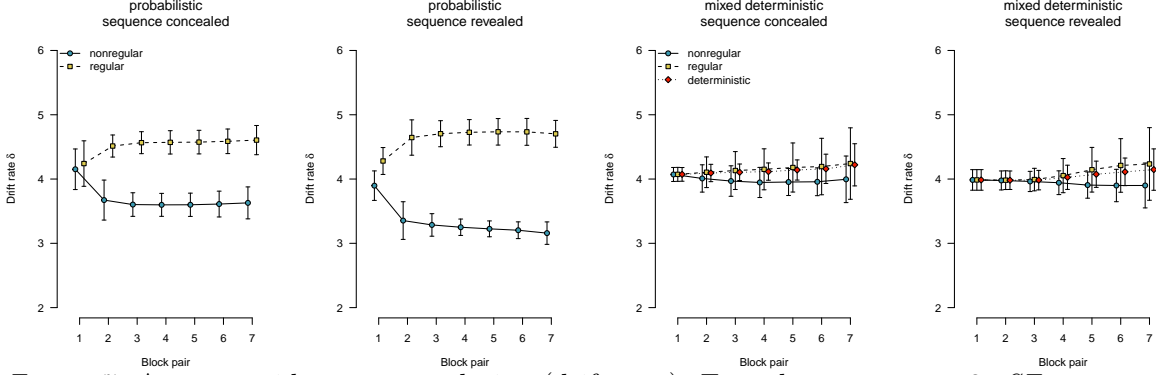 probabilistic
sequence concealed
probabilistic
sequence revealed
mixed deterministic
sequence concealed
mixed deterministic
sequence revealed
6
5
4
3
2
Drift rate δ
nonregular
regular
1 2 3 4 5 6 7
Block pair
6
5
4
3
2
Drift rate δ
1 2 3 4 5 6 7
Block pair
6
5
4
3
2
Drift rate δ
nonregular
regular
deterministic
1 2 3 4 5 6 7
Block pair
6
5
4
3
2
Drift rate δ
1 2 3 4 5 6 7
Block pair